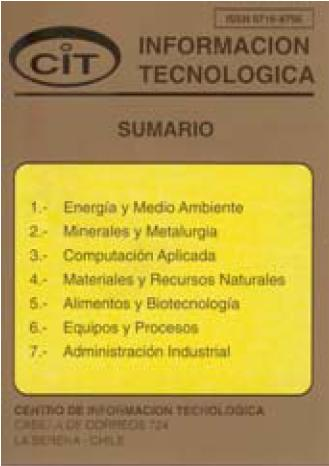 ISSN 0716-8756
CIT
INFORMACION
TECNOLOGICA
SUMARIO
1.- Energía y Medio Ambiente
2.- Minerales y Metalurgia
3.- Computación Aplicada
4.- Materiales y Recursos Naturales
5.- Alimentos y Biotecnología
6.- Equipos y Procesos
7.- Administración Industrial
CENTRO DE INFORMACION TECNOLOGICA
CASILLA DE CORREOS 724
LA SERENA - CHILE